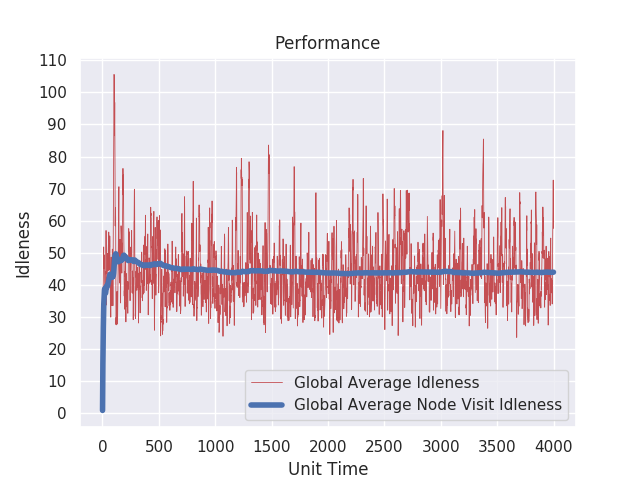 Performance
Idleness
110
100
90
80
70
60
50
40
30
20
10
0
Global Average Idleness
Global Average Node Visit Idleness
0 500 1000 1500 2000 2500 3000 3500 4000
Unit Time